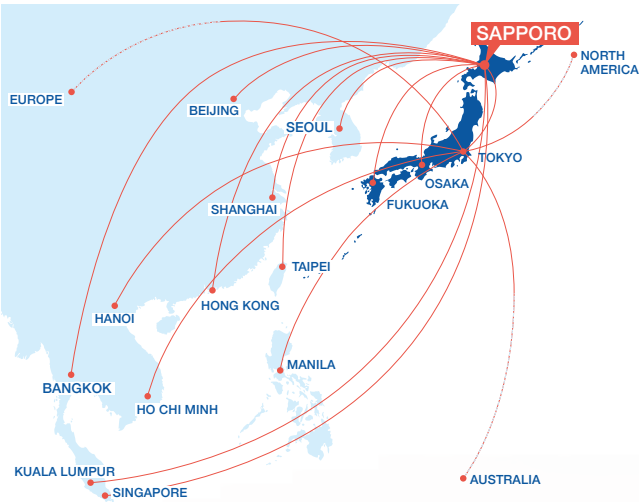 SAPPORO
NORTH
AMERICA
EUROPE
BEIJING
SEOUL
TOKYO
OSAKA
FUKUOKA
SHANGHAI
TAIPEI
HONG KONG
HANOI
MANILA
BANGKOK
HO CHI MINH
KUALA LUMPUR
SINGAPORE
AUSTRALIA